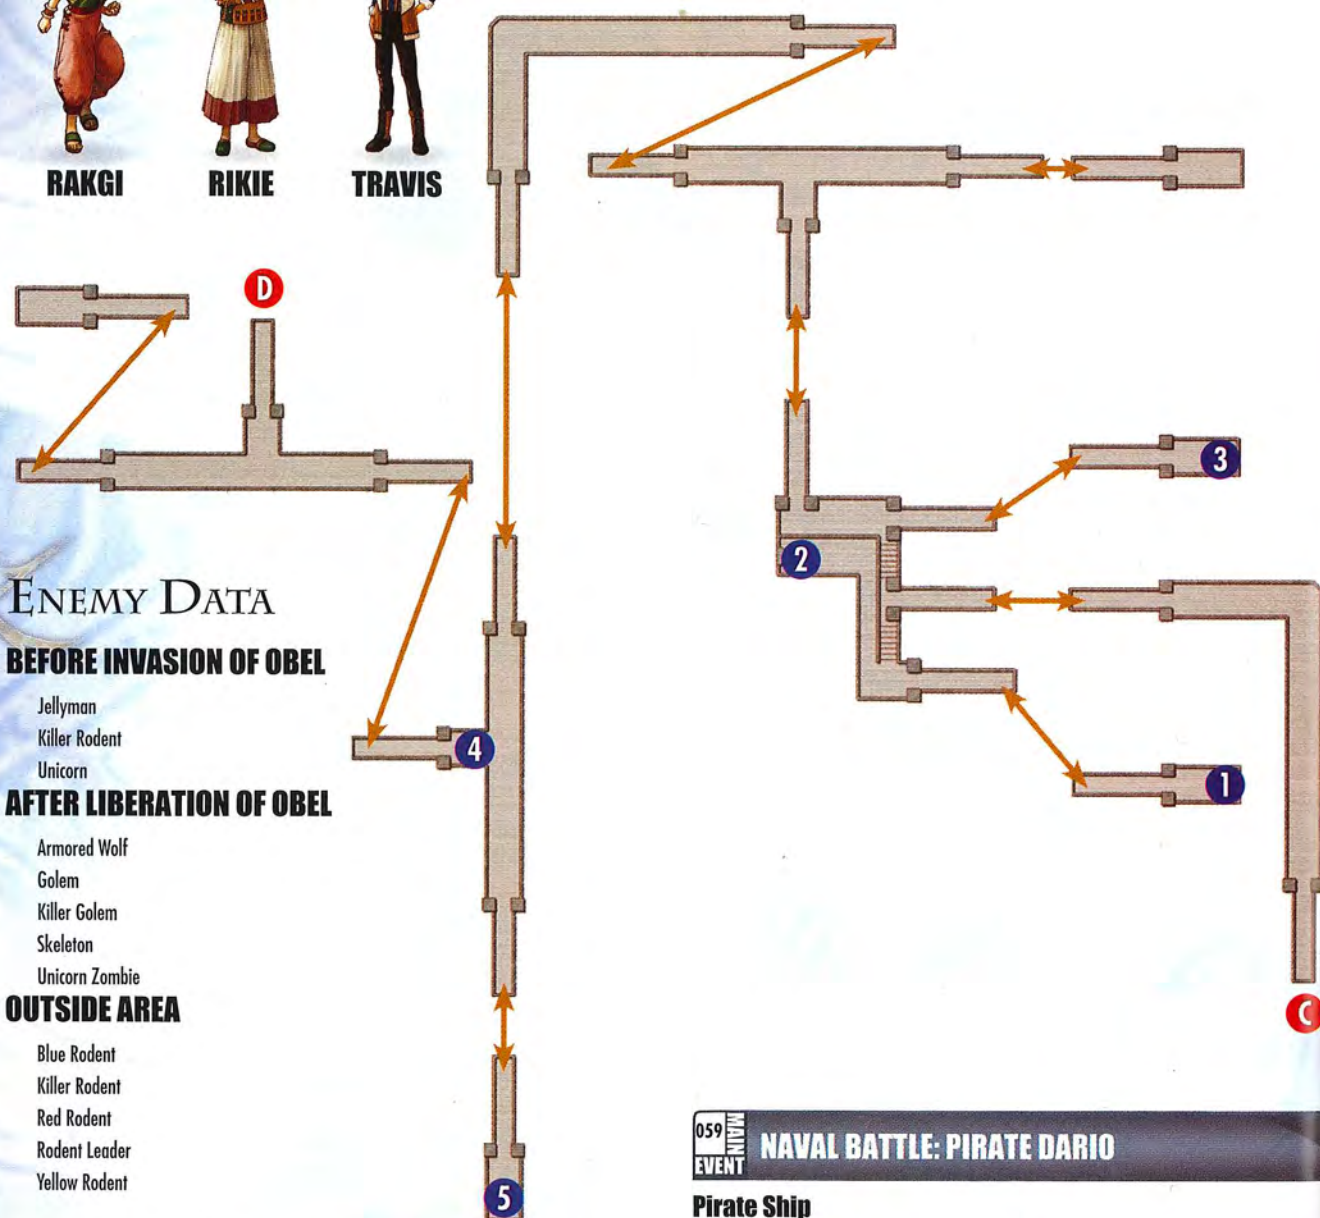 RAKGI
RIKIE
TRAVIS
D
3
2
4
1
C
5
ENEMY DATA
BEFORE INVASION OF OBEL
Jellyman
Killer Rodent
Unicorn
AFTER LIBERATION OF OBEL
Armored Wolf
Golem
Killer Golem
Skeleton
Unicorn Zombie
OUTSIDE AREA
Blue Rodent
Killer Rodent
Red Rodent
Rodent Leader
Yellow Rodent
059
MAIN
EVENT
NAVAL BATTLE: PIRATE DARIO
Pirate Ship